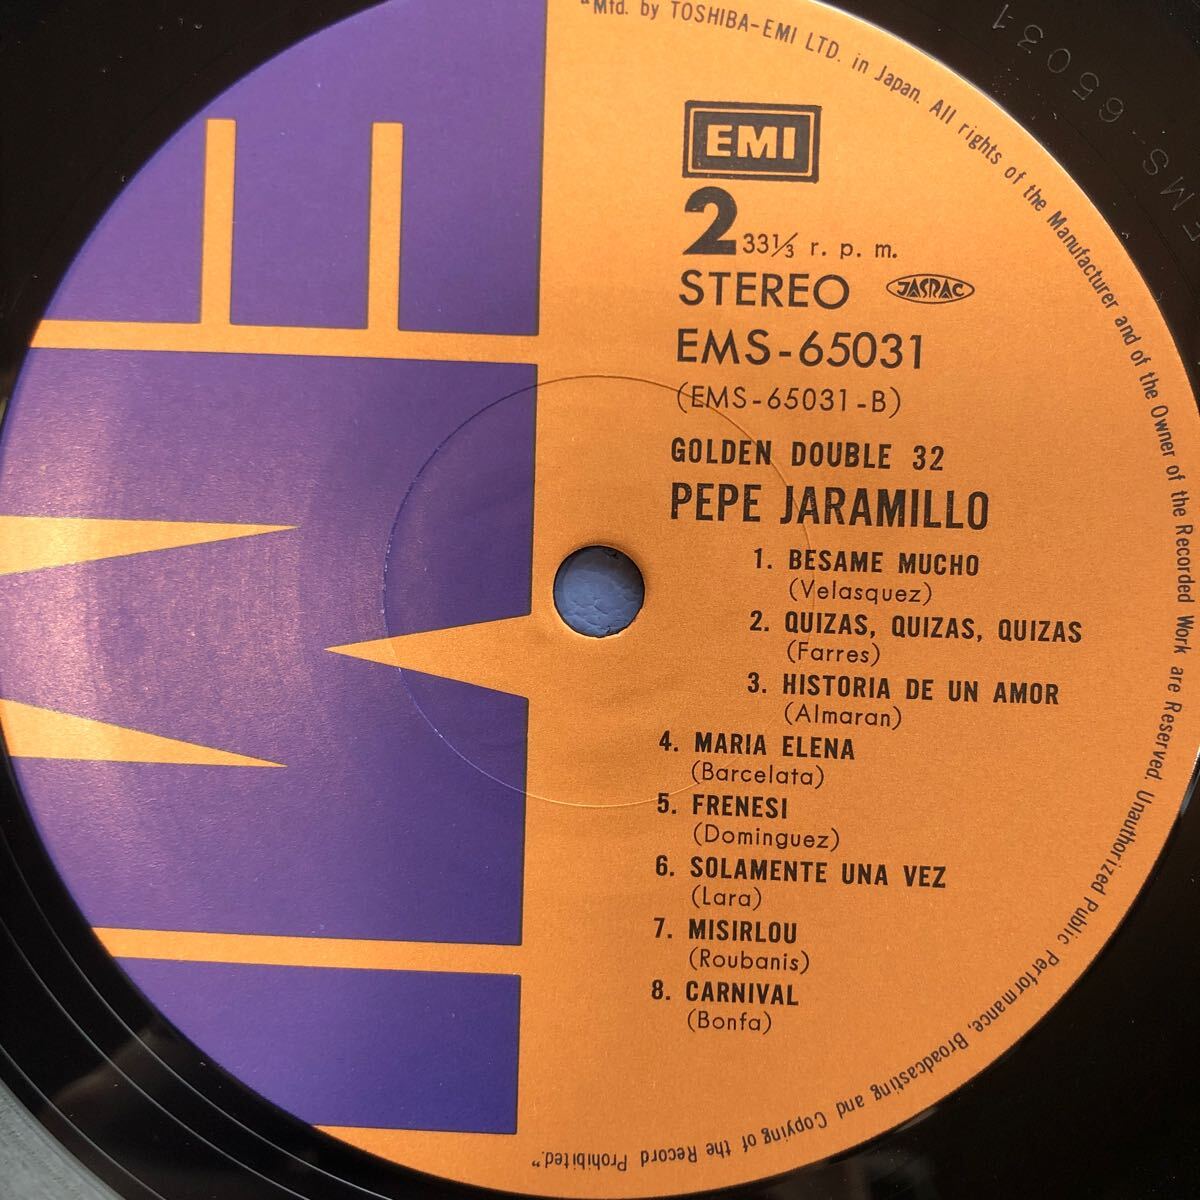 "Mfd. by TOSHIBA-EMI LTD. in Japan. All rights of the Manufacturer and of the Owner of the Recorded Work are Reserved. Unauthorized Public Performance, Broadcasting and Copying of the Record Prohibited."
EMI
2 33⅓ r. p. m.
STEREO JASRAC
EMS-65031
(EMS-65031-B)
GOLDEN DOUBLE 32
PEPE JARAMILLO
1. BESAME MUCHO
(Velasquez)
2. QUIZAS, QUIZAS, QUIZAS
(Farres)
3. HISTORIA DE UN AMOR
(Almaran)
4. MARIA ELENA
(Barcelata)
5. FRENESI
(Dominguez)
6. SOLAMENTE UNA VEZ
(Lara)
7. MISIRLOU
(Roubanis)
8. CARNIVAL
(Bonfa)
EMS-65031